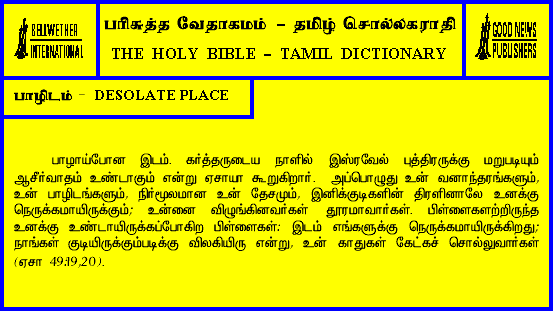 BELLWETHER
INTERNATIONAL
பரிசுத்த வேதாகமம் – தமிழ் சொல்லகராதி
THE HOLY BIBLE – TAMIL DICTIONARY
GOOD NEWS
PUBLISHERS
பாழிடம் – DESOLATE PLACE
பாழாய்போன இடம். கர்த்தருடைய நாளில் இஸ்ரவேல் புத்திரருக்கு மறுபடியும்
ஆசீர்வாதம் உண்டாகும் என்று ஏசாயா கூறுகிறார். அப்பொழுது உன் வனாந்தரங்களும்,
உன் பாழிடங்களும், நிர்மூலமான உன் தேசமும், இனிக்குடிகளின் திரளினாலே உனக்கு
நெருக்கமாயிருக்கும்; உன்னை விழுங்கினவர்கள் தூரமாவார்கள். பிள்ளைகளற்றிருந்த
உனக்கு உண்டாயிருக்கப்போகிற பிள்ளைகள்; இடம் எங்களுக்கு நெருக்கமாயிருக்கிறது;
நாங்கள் குடியிருக்கும்படிக்கு விலகியிரு என்று, உன் காதுகள் கேட்கச் சொல்லுவார்கள்
(ஏசா 49:19,20).